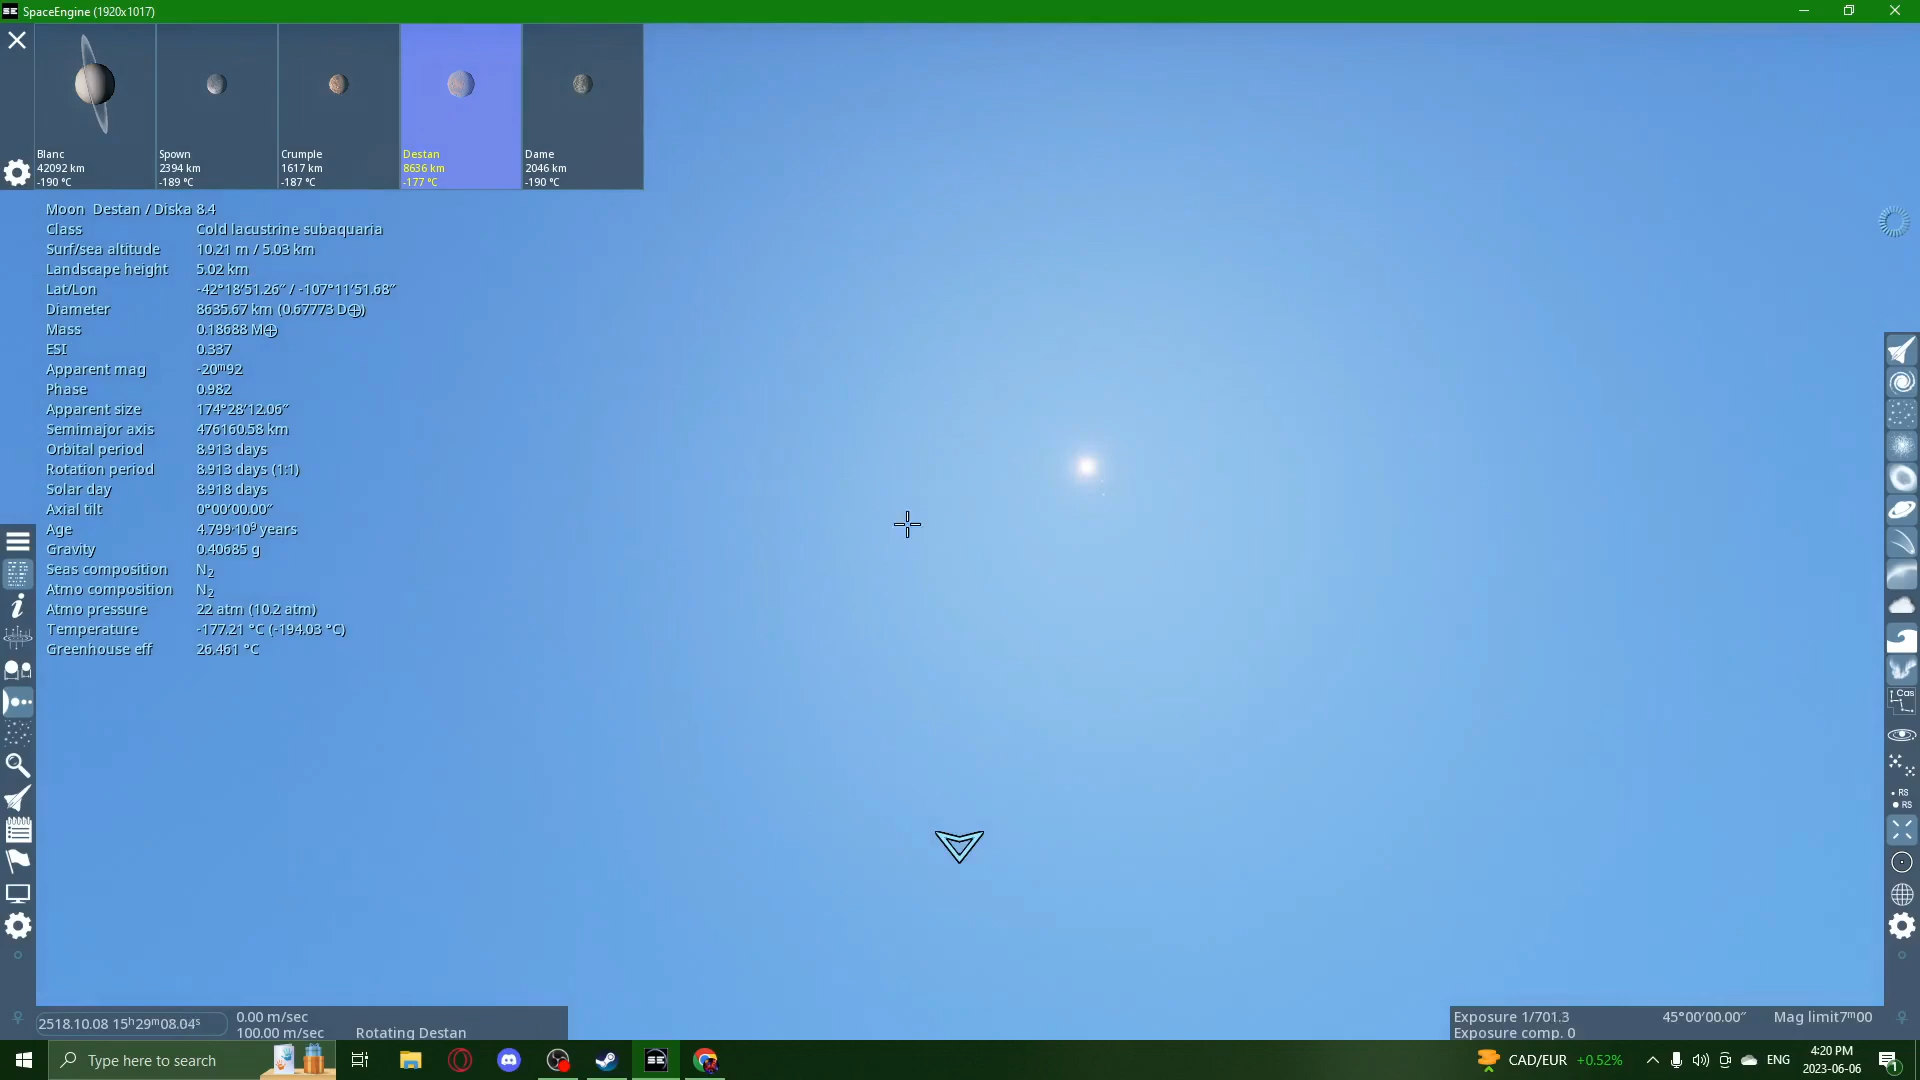 SpaceEngine (1920x1017)
Blanc
42092 km
-190 °C
Spown
2394 km
-189 °C
Crumple
1617 km
-187 °C
Destan
8636 km
-177 °C
Dame
2046 km
-190 °C
Moon Destan / Diska 8.4
Class Cold lacustrine subaquaria
Surf/sea altitude 10.21 m / 5.03 km
Landscape height 5.02 km
Lat/Lon -42°18′51.26″ / -107°11′51.68″
Diameter 8635.67 km (0.67773 D⊕)
Mass 0.18688 M⊕
ESI 0.337
Apparent mag -20ᵐ92
Phase 0.982
Apparent size 174°28′12.06″
Semimajor axis 476160.58 km
Orbital period 8.913 days
Rotation period 8.913 days (1:1)
Solar day 8.918 days
Axial tilt 0°00′00.00″
Age 4.799·10⁹ years
Gravity 0.40685 g
Seas composition N₂
Atmo composition N₂
Atmo pressure 22 atm (10.2 atm)
Temperature -177.21 °C (-194.03 °C)
Greenhouse eff 26.461 °C
Cas
RS
RS
2518.10.08 15ʰ29ᵐ08.04ˢ
0.00 m/sec
100.00 m/sec Rotating Destan
Exposure 1/701.3 45°00′00.00″ Mag limit7ᵐ00
Exposure comp. 0
Type here to search
CAD/EUR +0.52%
ENG
4:20 PM
2023-06-06
1